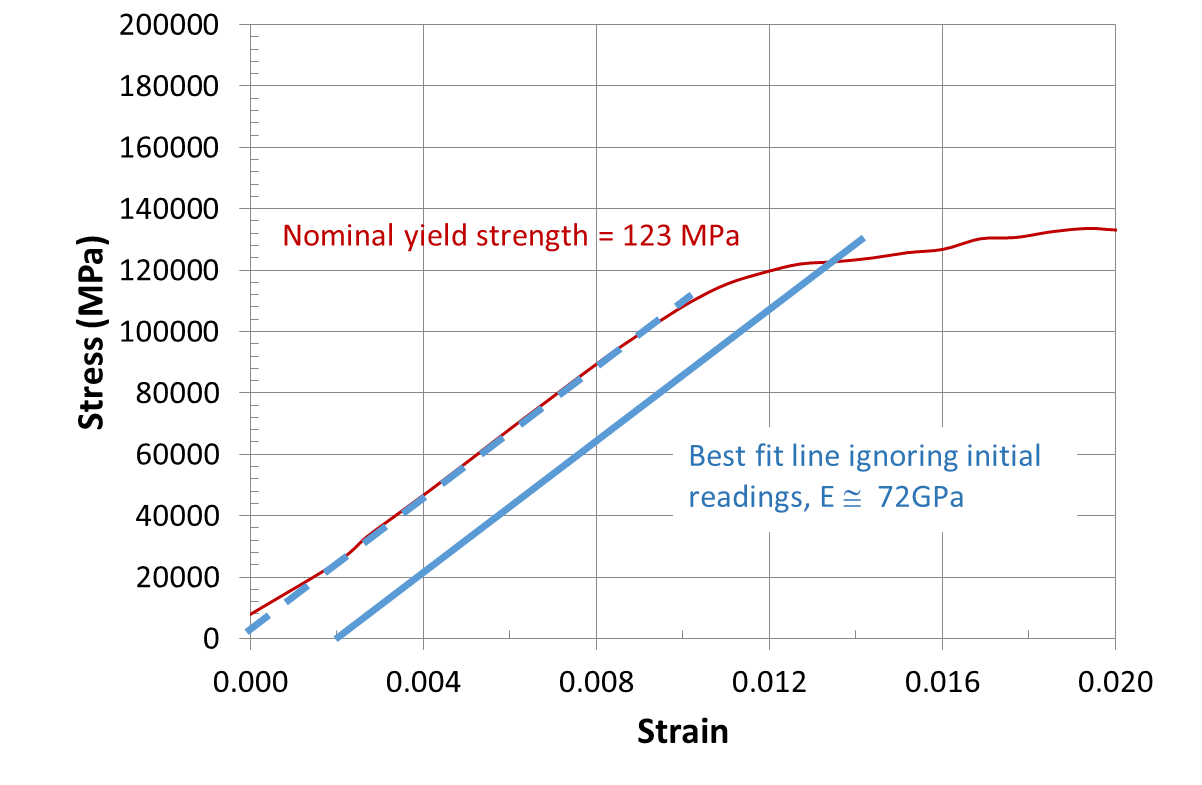 200000
180000
160000
140000
120000
100000
80000
60000
40000
20000
0
Stress (MPa)
Nominal yield strength = 123 MPa
Best fit line ignoring initial
readings, E ≅ 72GPa
0.000 0.004 0.008 0.012 0.016 0.020
Strain